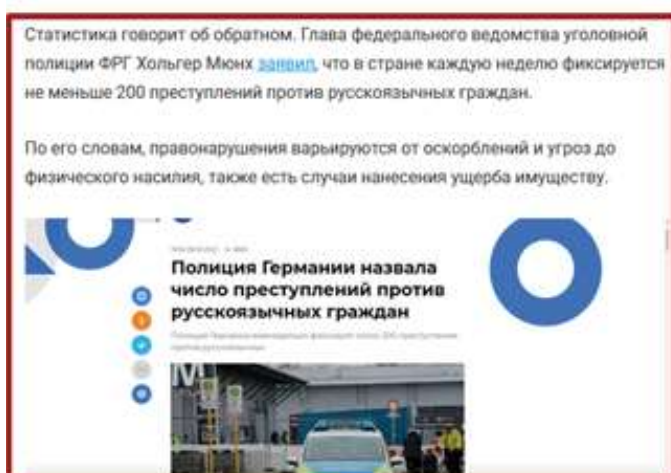 Статистика говорит об обратном. Глава федерального ведомства уголовной
полиции ФРГ Хольгер Мюнх заявил, что в стране каждую неделю фиксируется
не меньше 200 преступлений против русскоязычных граждан.
По его словам, правонарушения варьируются от оскорблений и угроз до
физического насилия, также есть случаи нанесения ущерба имуществу.
Полиция Германии назвала
число преступлений против
русскоязычных граждан